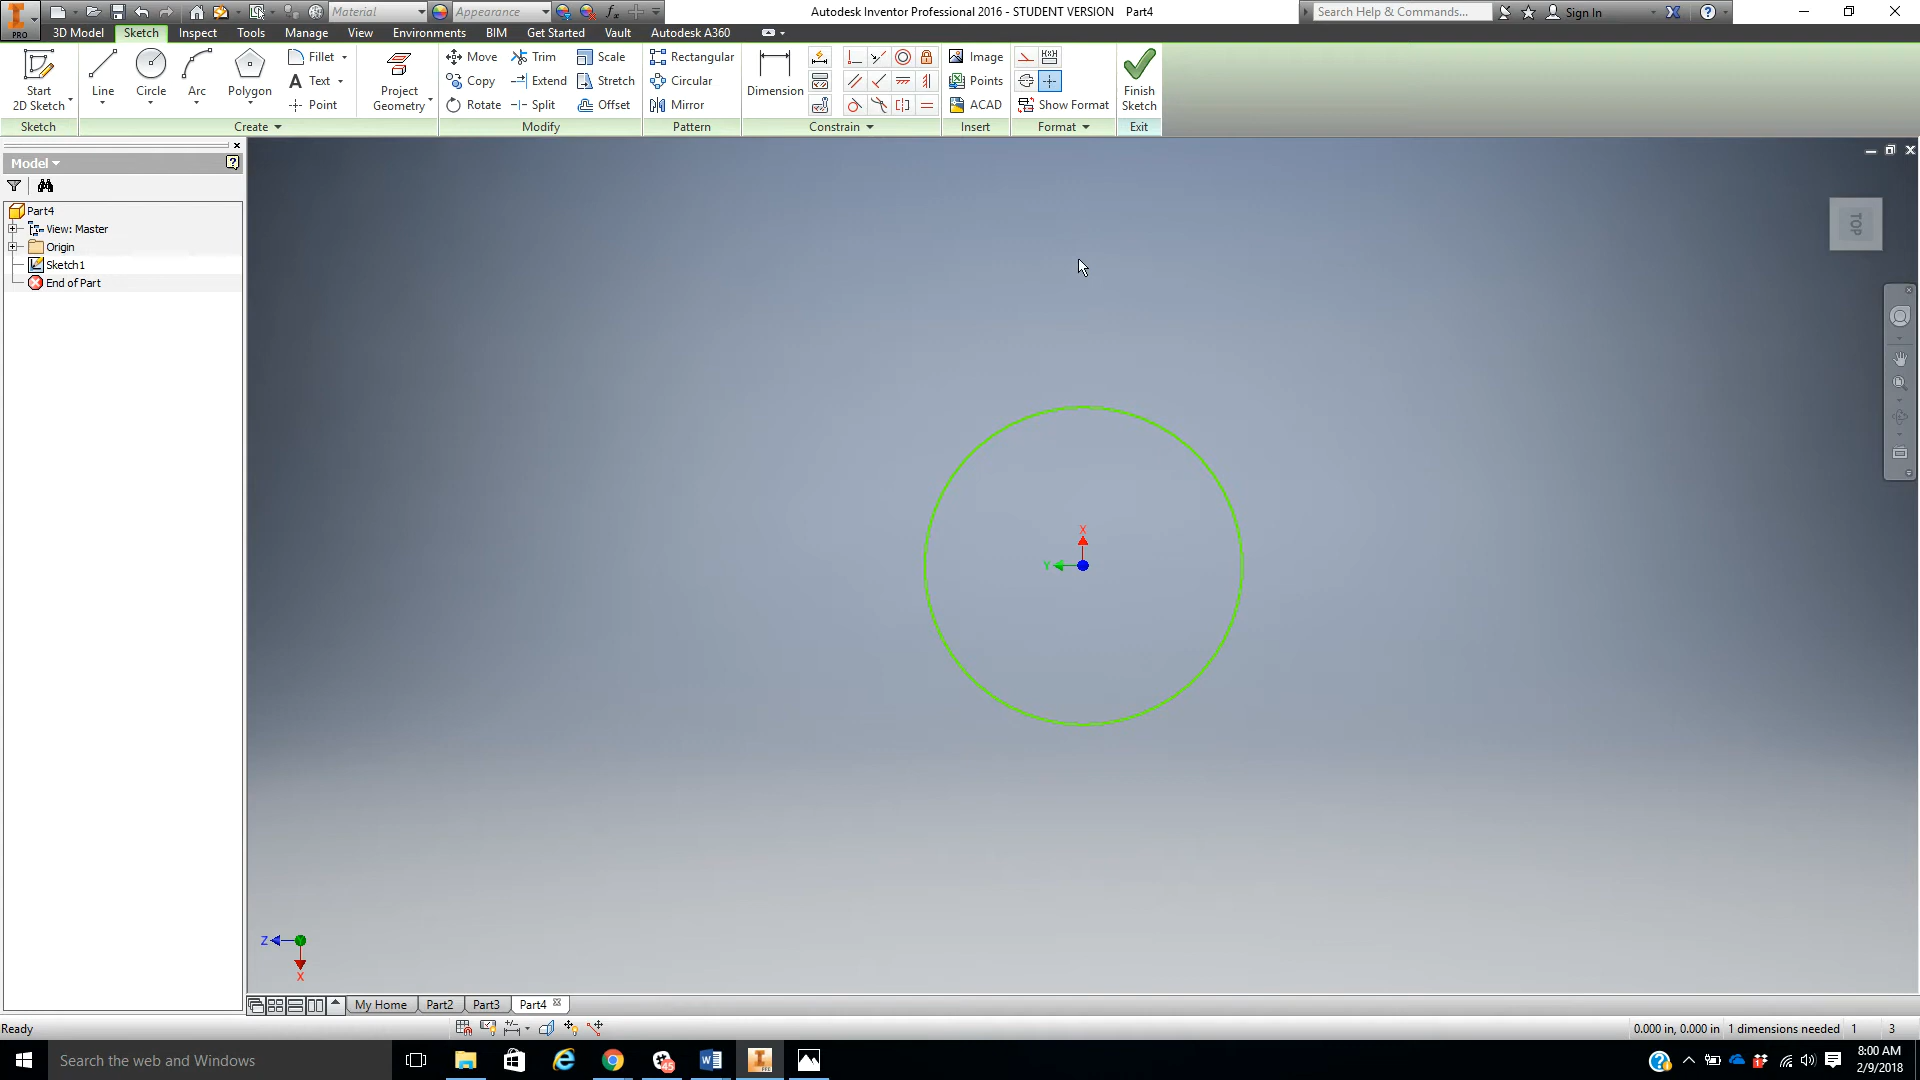 Material
Appearance
Autodesk Inventor Professional 2016 - STUDENT VERSION Part4
Search Help & Commands...
Sign In
PRO
3D Model Sketch Inspect Tools Manage View Environments BIM Get Started Vault Autodesk A360
Start
2D Sketch
Line
Circle
Arc
Polygon
Fillet
Text
Point
Project
Geometry
Move
Copy
Rotate
Trim
Extend
Split
Scale
Stretch
Offset
Rectangular
Circular
Mirror
Dimension
Image
Points
ACAD
Show Format
Finish
Sketch
Sketch Create Modify Pattern Constrain Insert Format Exit
Model
Part4
View: Master
Origin
Sketch1
End of Part
TOP
X
Y
Z
X
My Home Part2 Part3 Part4
Ready
0.000 in, 0.000 in 1 dimensions needed 1 3
Search the web and Windows
45
8:00 AM
2/9/2018